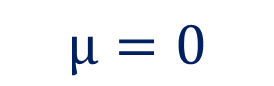 μ = 0